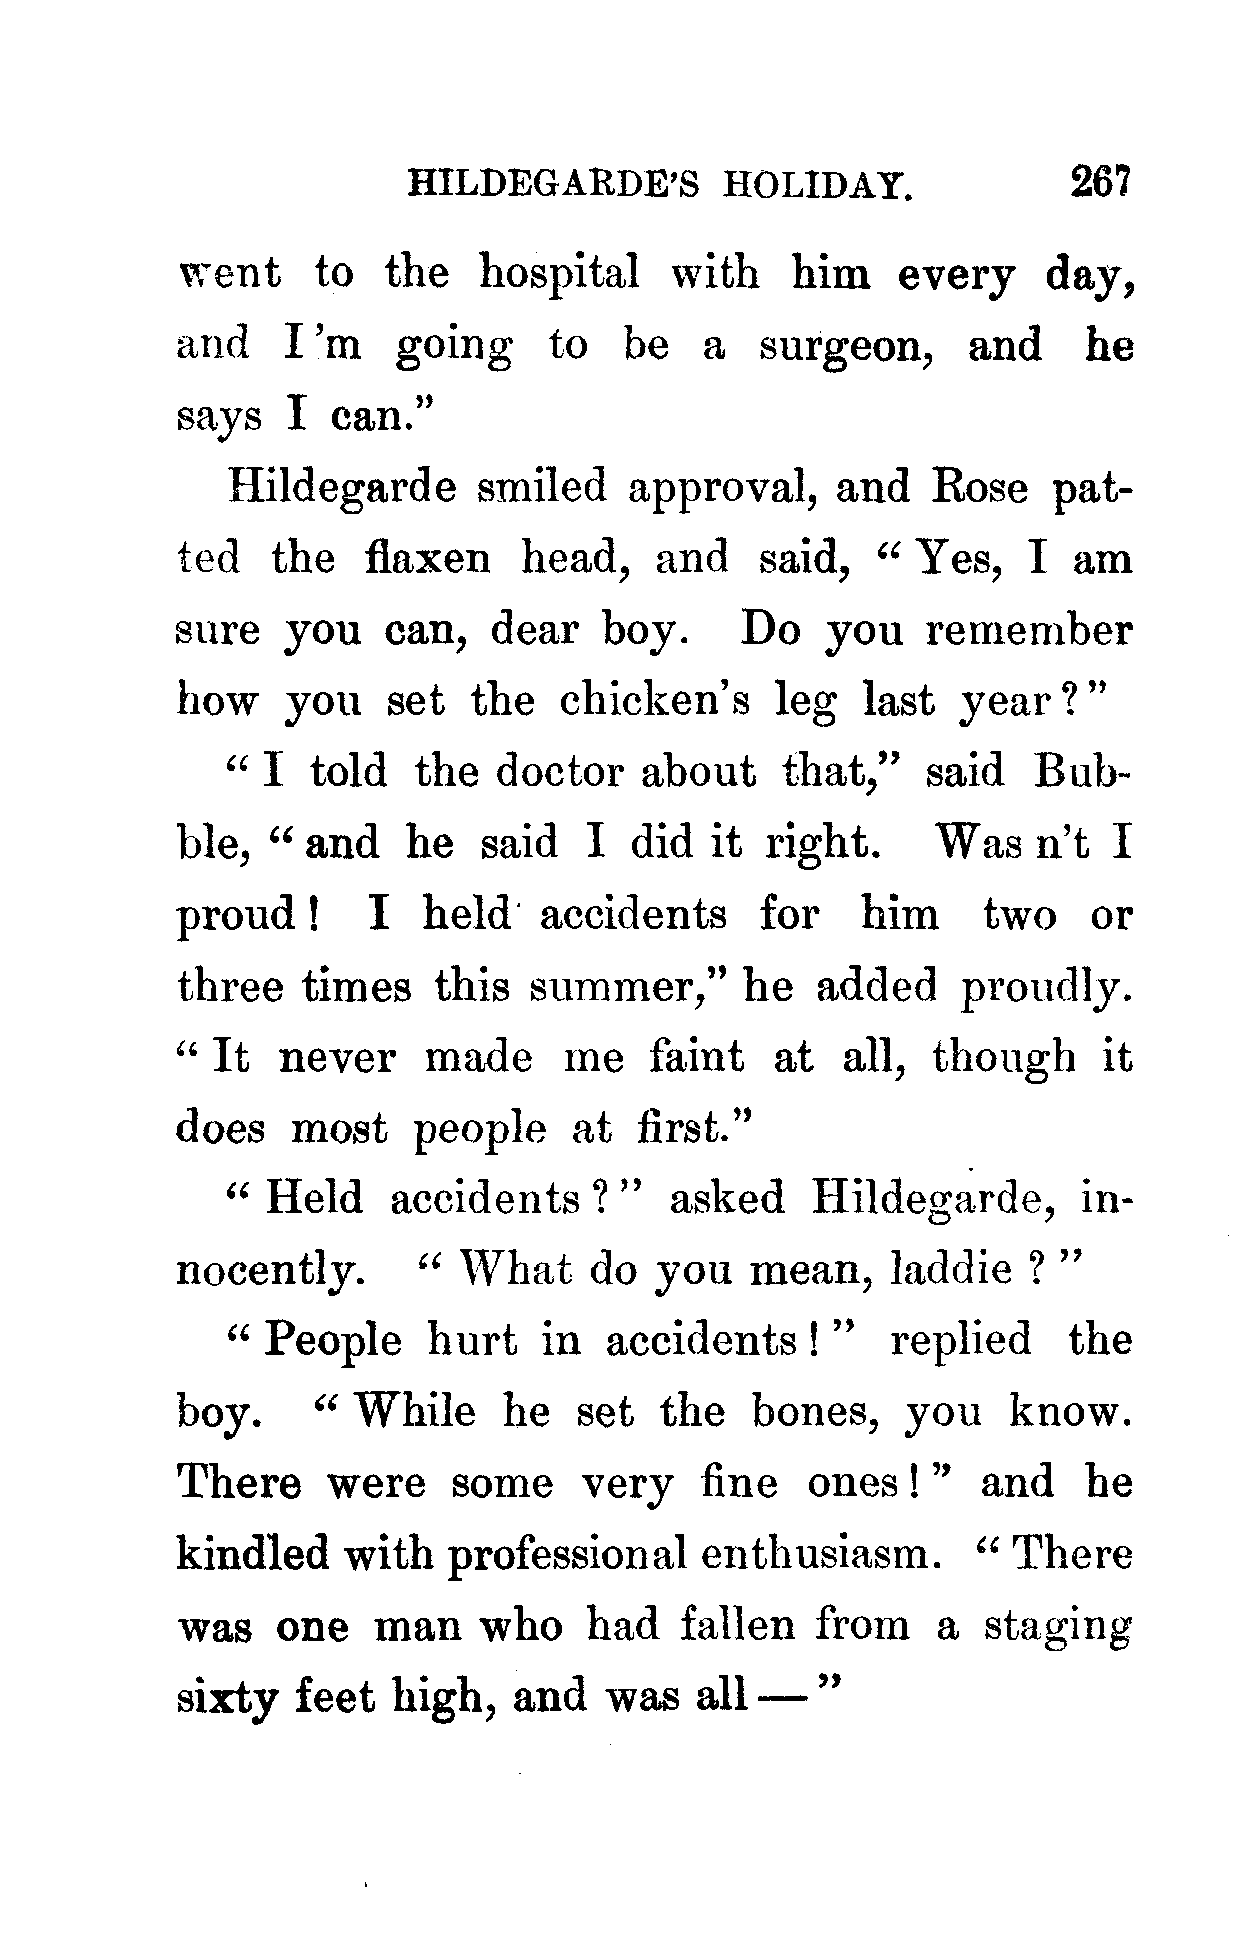 HILDEGARDE'S HOLIDAY. 267
went to the hospital with him every day,
and I'm going to be a surgeon, and he
says I can."
Hildegarde smiled approval, and Rose pat-
ted the flaxen head, and said, "Yes, I am
sure you can, dear boy. Do you remember
how you set the chicken's leg last year?"
"I told the doctor about that," said Bub-
ble, "and he said I did it right. Was n't I
proud! I held accidents for him two or
three times this summer," he added proudly.
"It never made me faint at all, though it
does most people at first."
"Held accidents?" asked Hildegarde, in-
nocently. "What do you mean, laddie?"
"People hurt in accidents!" replied the
boy. "While he set the bones, you know.
There were some very fine ones!" and he
kindled with professional enthusiasm. "There
was one man who had fallen from a staging
sixty feet high, and was all—"